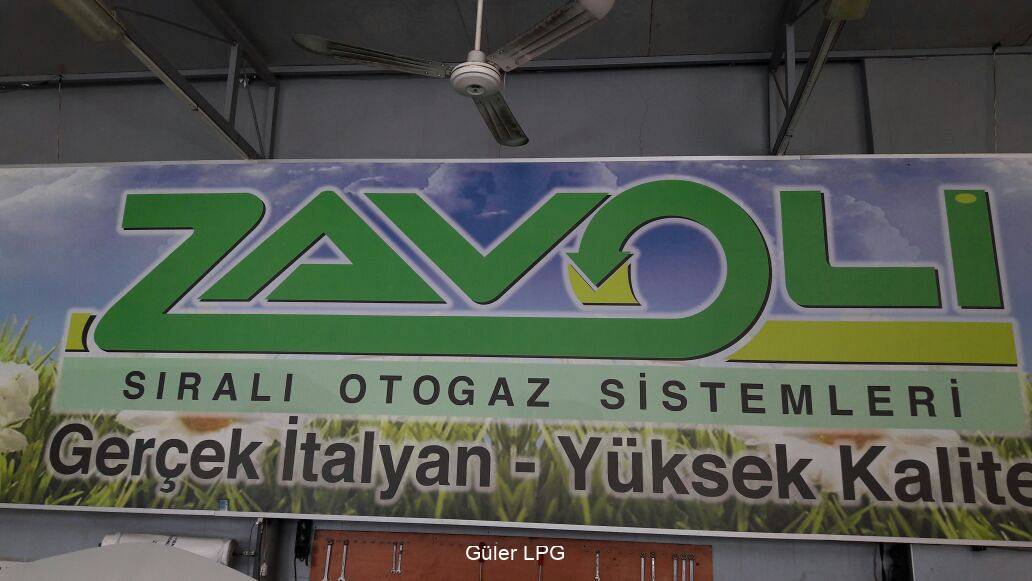 ZAVOLI
SIRALI OTOGAZ SİSTEMLERİ
Gerçek İtalyan - Yüksek Kalite
Güler LPG